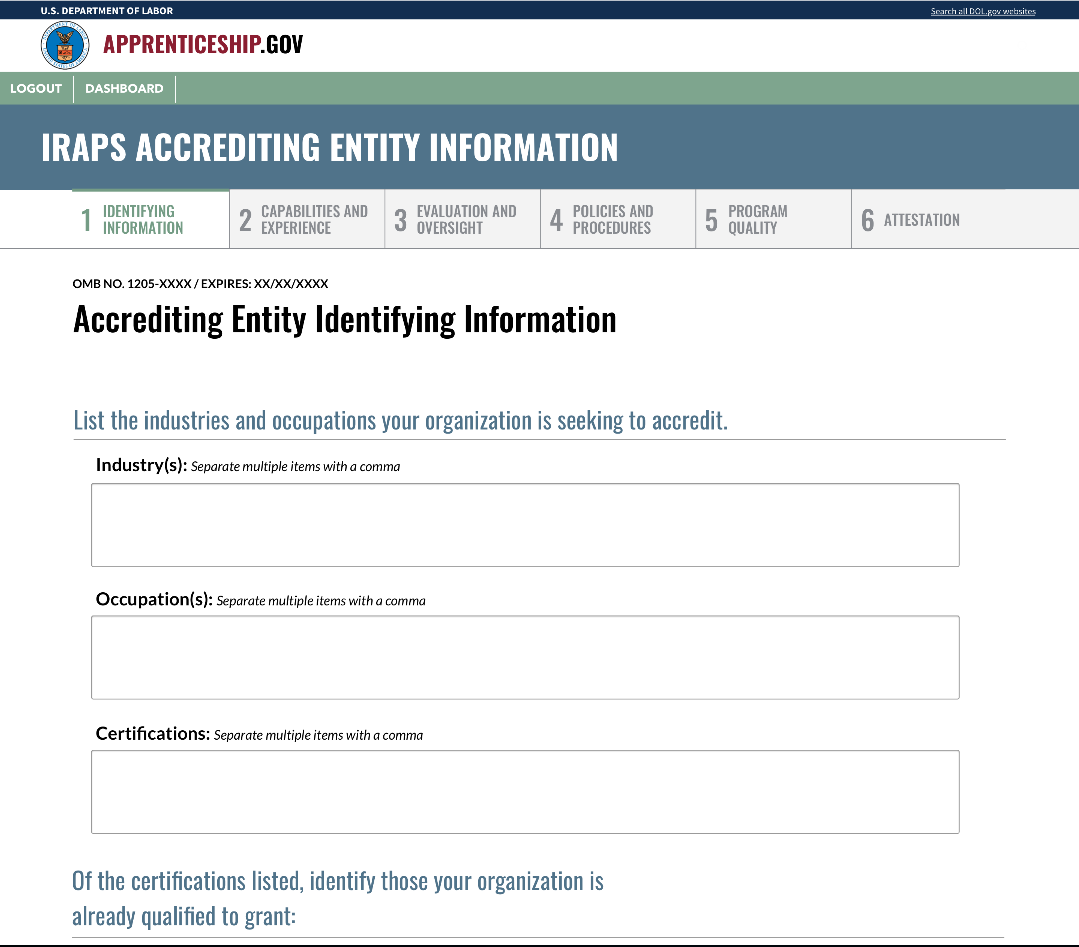 U.S. DEPARTMENT OF LABOR
Search all DOL.gov websites
APPRENTICESHIP.GOV
LOGOUT
DASHBOARD
IRAPS ACCREDITING ENTITY INFORMATION
1 IDENTIFYING
INFORMATION
2 CAPABILITIES AND
EXPERIENCE
3 EVALUATION AND
OVERSIGHT
4 POLICIES AND
PROCEDURES
5 PROGRAM
QUALITY
6 ATTESTATION
OMB NO. 1205-XXXX / EXPIRES: XX/XX/XXXX
Accrediting Entity Identifying Information
List the industries and occupations your organization is seeking to accredit.
Industry(s): Separate multiple items with a comma
Occupation(s): Separate multiple items with a comma
Certifications: Separate multiple items with a comma
Of the certifications listed, identify those your organization is
already qualified to grant: